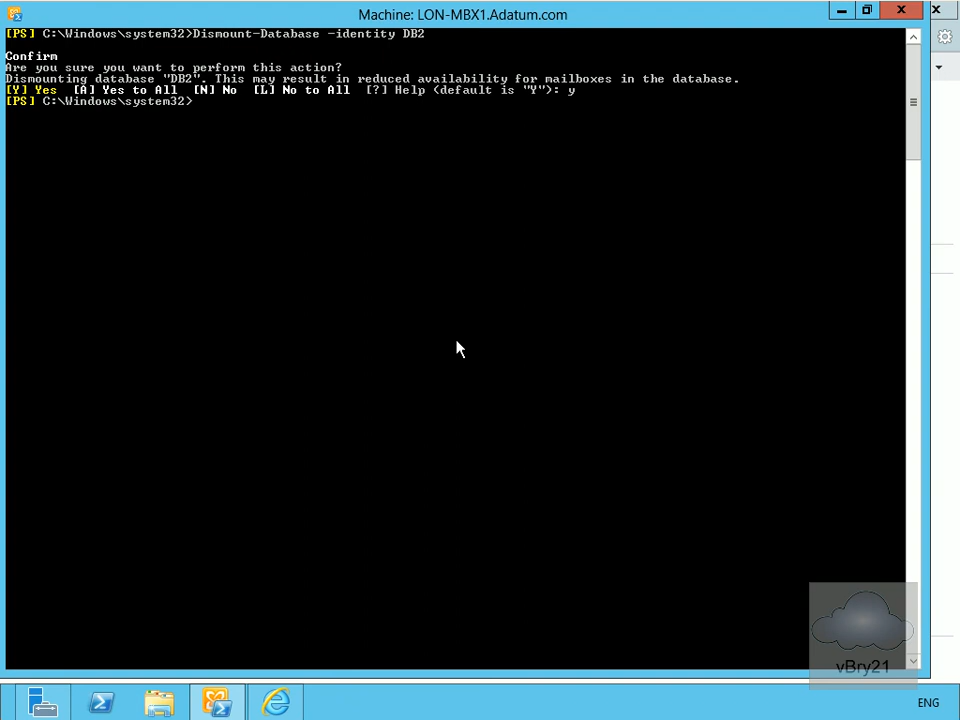 Machine: LON-MBX1.Adatum.com
[PS] C:\Windows\system32>Dismount-Database -identity DB2
Confirm
Are you sure you want to perform this action?
Dismounting database "DB2". This may result in reduced availability for mailboxes in the database.
[Y] Yes  [A] Yes to All  [N] No  [L] No to All  [?] Help (default is "Y"): y
[PS] C:\Windows\system32>
vBry21
ENG